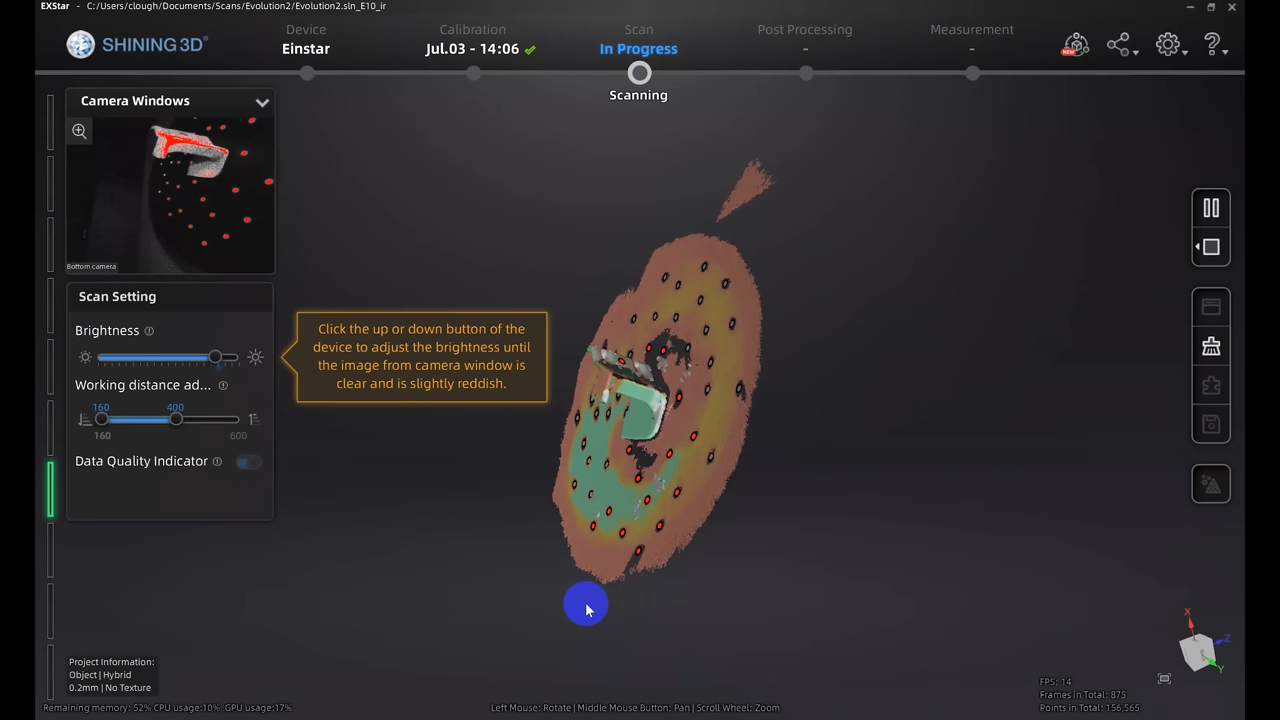 EXStar - C:/Users/clough/Documents/Scans/Evolution2/Evolution2.sln_E10_ir
SHINING 3D®
Device
Einstar
Calibration
Jul.03 - 14:06
Scan
In Progress
Scanning
Post Processing
-
Measurement
-
NEW
Camera Windows
Bottom camera
Scan Setting
Brightness
Working distance ad...
160
400
160
600
Data Quality Indicator
Click the up or down button of the
device to adjust the brightness until
the image from camera window is
clear and is slightly reddish.
Project Information:
Object | Hybrid
0.2mm | No Texture
Remaining memory: 52% CPU usage:10% GPU usage:17%
Left Mouse: Rotate | Middle Mouse Button: Pan | Scroll Wheel: Zoom
X
Z
Y
FPS: 14
Frames in Total: 875
Points in Total: 156,565